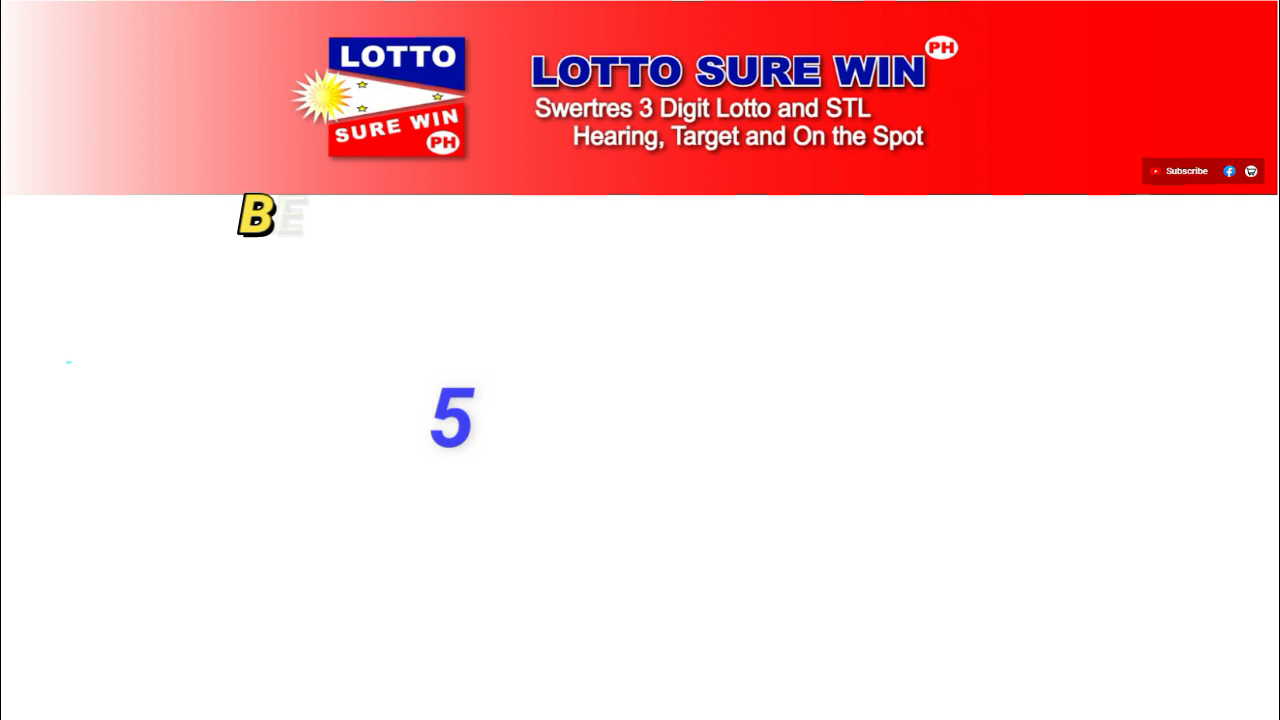 LOTTO
SURE WIN
PH
LOTTO SURE WIN PH
Swertres 3 Digit Lotto and STL
Hearing, Target and On the Spot
Subscribe
BE
5